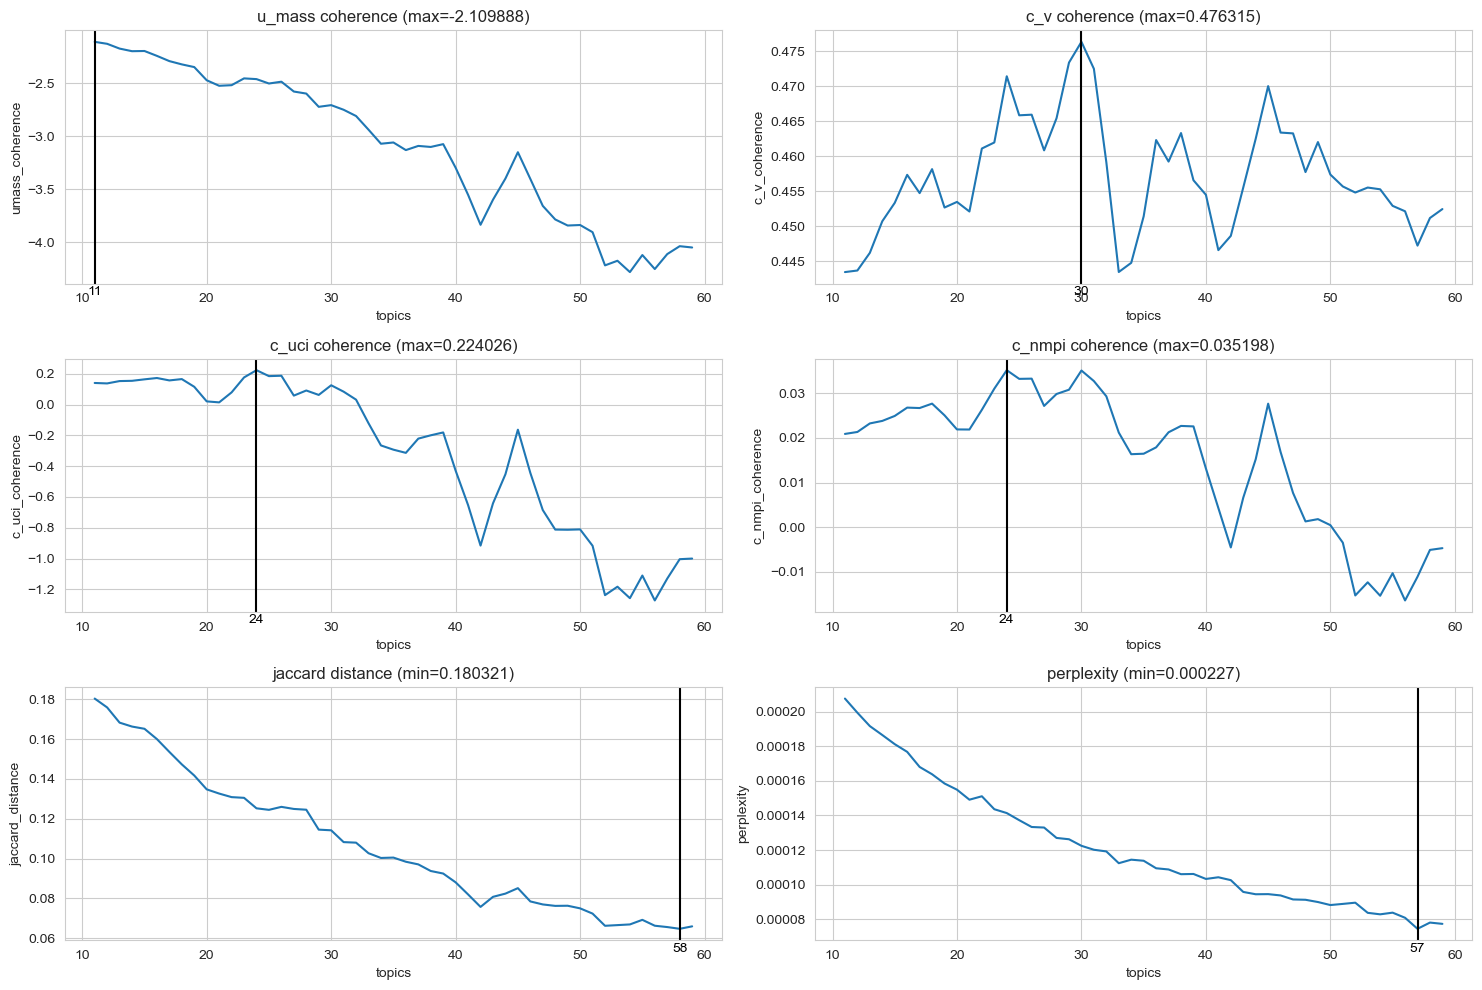 u_mass coherence (max=-2.109888)
umass_coherence
−2.5
−3.0
−3.5
−4.0
10 11 20 30 40 50 60
topics
c_v coherence (max=0.476315)
c_v_coherence
0.475
0.470
0.465
0.460
0.455
0.450
0.445
10 20 30 30 40 50 60
topics
c_uci coherence (max=0.224026)
c_uci_coherence
0.2
0.0
−0.2
−0.4
−0.6
−0.8
−1.0
−1.2
24
10 20 30 40 50 60
topics
c_nmpi coherence (max=0.035198)
c_nmpi_coherence
0.03
0.02
0.01
0.00
−0.01
24
10 20 30 40 50 60
topics
jaccard distance (min=0.180321)
jaccard_distance
0.18
0.16
0.14
0.12
0.10
0.08
0.06
58
10 20 30 40 50 60
topics
perplexity (min=0.000227)
perplexity
0.00020
0.00018
0.00016
0.00014
0.00012
0.00010
0.00008
57
10 20 30 40 50 60
topics